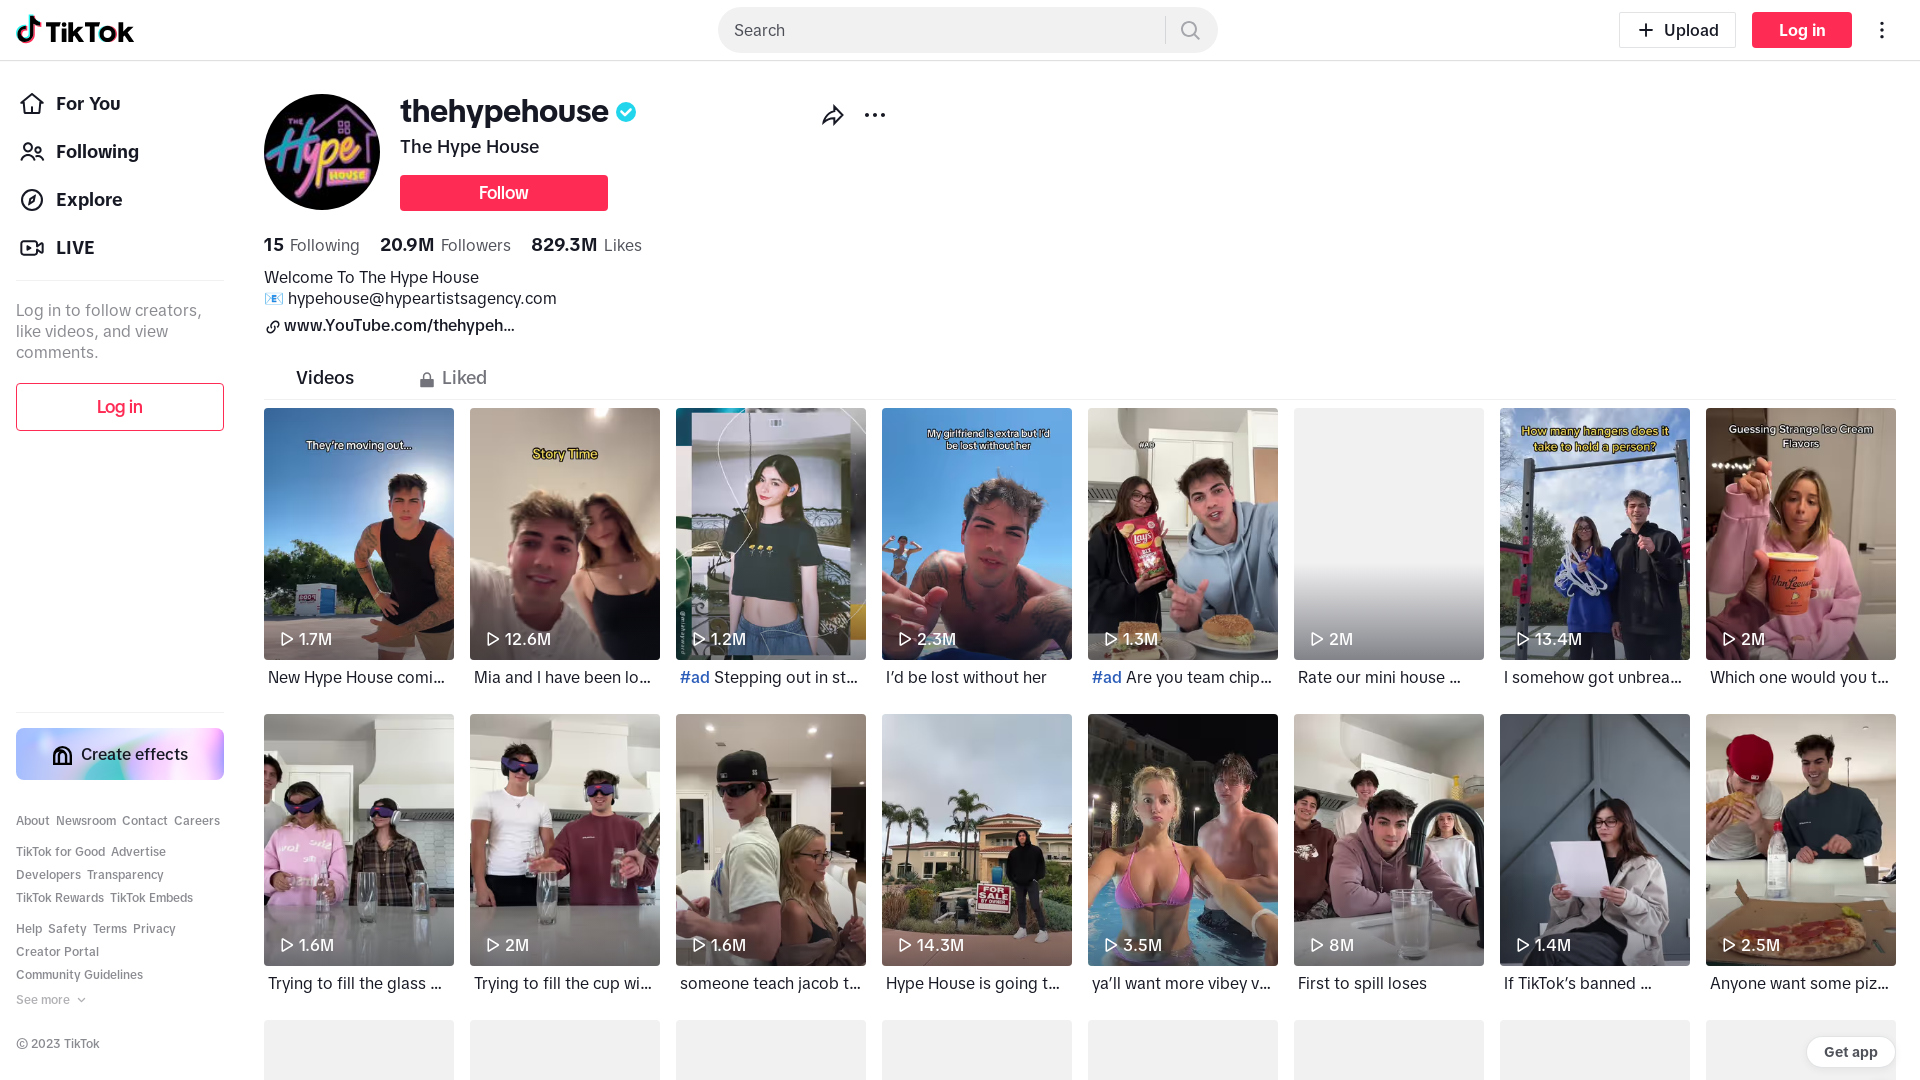 TikTok
Search
Upload
Log in
For You
Following
Explore
LIVE
Log in to follow creators,
like videos, and view
comments.
Log in
Create effects
About Newsroom Contact Careers
TikTok for Good Advertise
Developers Transparency
TikTok Rewards TikTok Embeds
Help Safety Terms Privacy
Creator Portal
Community Guidelines
See more
© 2023 TikTok
THE
Hype
HOUSE
thehypehouse
The Hype House
Follow
15 Following 20.9M Followers 829.3M Likes
Welcome To The Hype House
📧 hypehouse@hypeartistsagency.com
www.YouTube.com/thehypeh...
Videos
Liked
They're moving out...
PODS
1.7M
New Hype House comi...
Story Time
12.6M
Mia and I have been lo...
1.2M
#ad Stepping out in st...
My girlfriend is extra but I'd
be lost without her
2.3M
I'd be lost without her
#AD
Lay's
1.3M
#ad Are you team chip...
2M
Rate our mini house ...
How many hangers does it
take to hold a person?
13.4M
I somehow got unbrea...
Guessing Strange Ice Cream
Flavors
Van Leeuwen
2M
Which one would you t...
1.6M
Trying to fill the glass ...
2M
Trying to fill the cup wi...
1.6M
someone teach jacob t...
FOR
SALE
BY OWNER
14.3M
Hype House is going t...
3.5M
ya'll want more vibey v...
8M
First to spill loses
1.4M
If TikTok's banned ...
2.5M
Anyone want some piz...
Get app